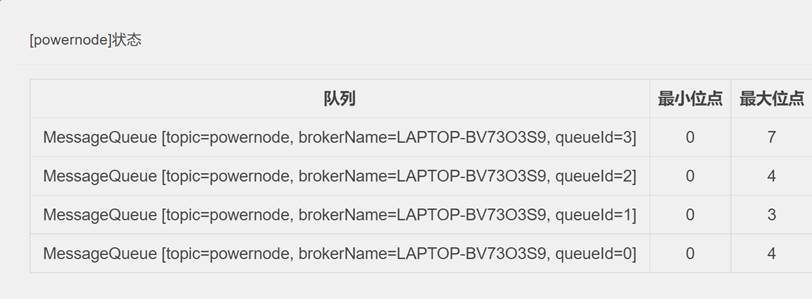 [powernode]状态
队列 最小位点 最大位点
MessageQueue [topic=powernode, brokerName=LAPTOP-BV73O3S9, queueId=3] 0 7
MessageQueue [topic=powernode, brokerName=LAPTOP-BV73O3S9, queueId=2] 0 4
MessageQueue [topic=powernode, brokerName=LAPTOP-BV73O3S9, queueId=1] 0 3
MessageQueue [topic=powernode, brokerName=LAPTOP-BV73O3S9, queueId=0] 0 4